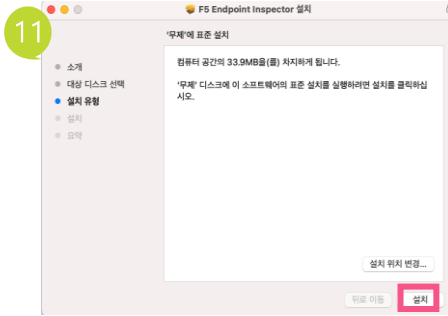 11
F5 Endpoint Inspector 설치
'무제'에 표준 설치
소개
대상 디스크 선택
설치 유형
설치
요약
컴퓨터 공간의 33.9MB을(를) 차지하게 됩니다.
'무제' 디스크에 이 소프트웨어의 표준 설치를 실행하려면 설치를 클릭하십
시오.
설치 위치 변경...
뒤로 이동
설치